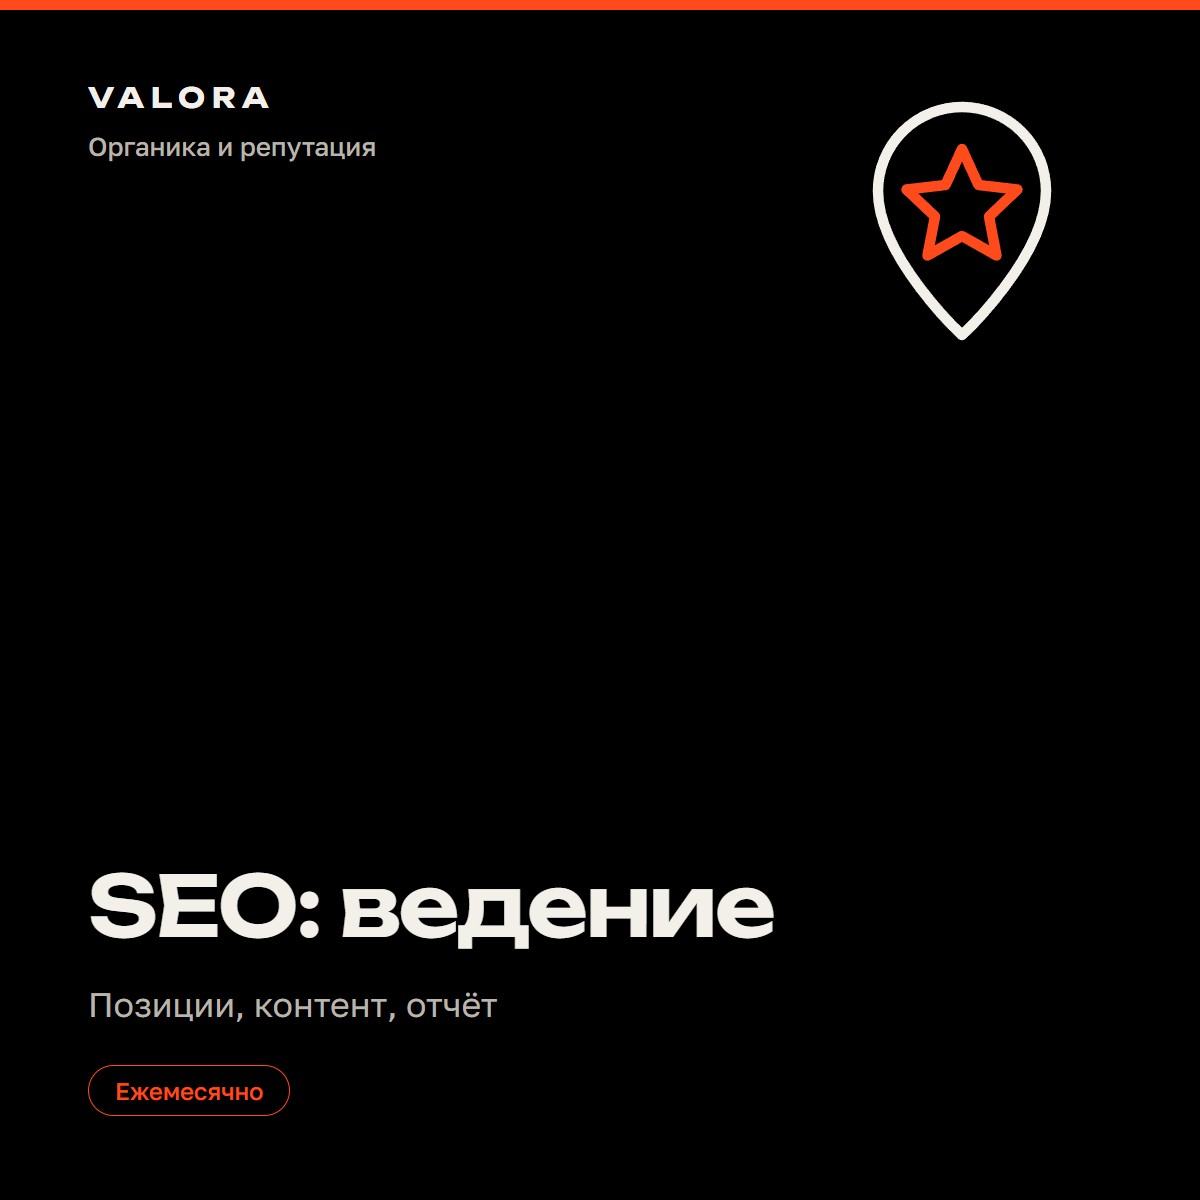 VALORA
Органика и репутация
SEO: ведение
Позиции, контент, отчёт
Ежемесячно